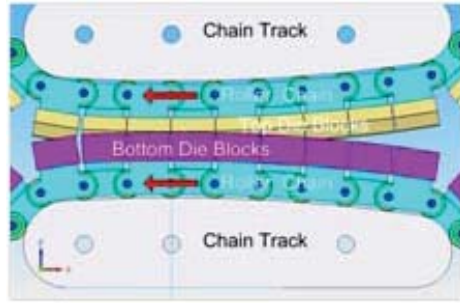 Chain Track
Roller Chain
Top Die Blocks
Bottom Die Blocks
Roller Chain
Chain Track